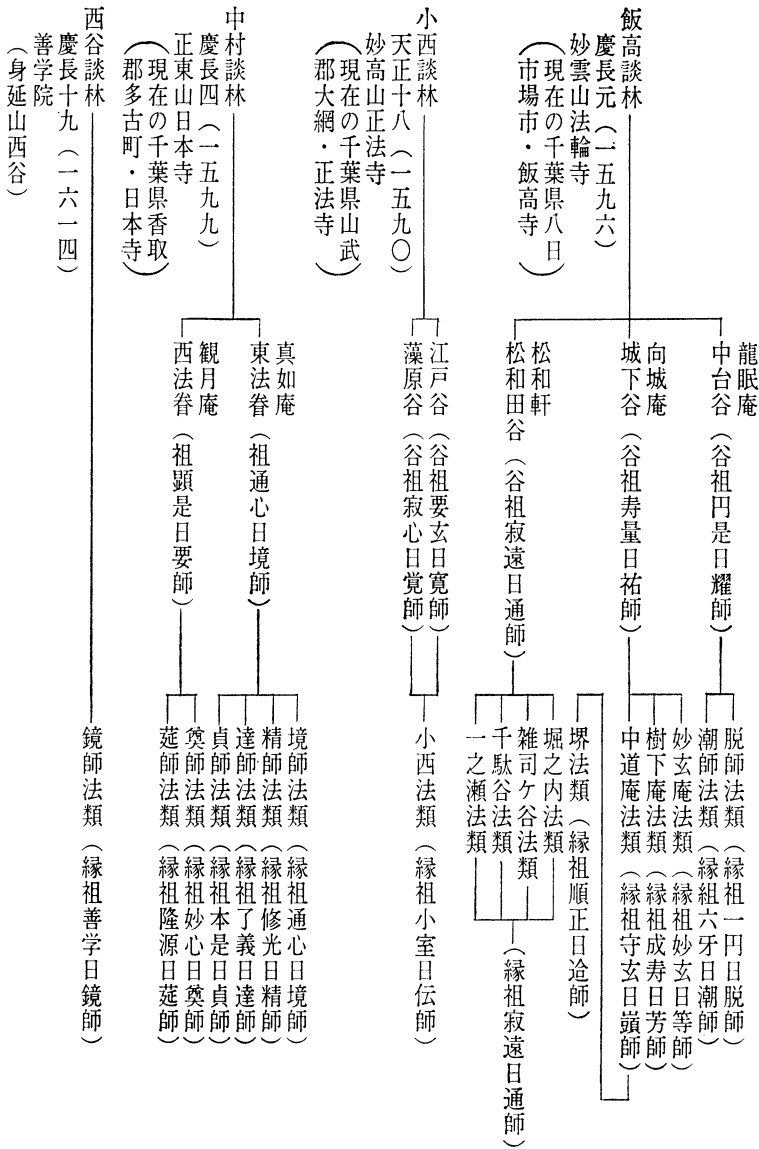 飯高談林
慶長元（一五九六）
妙雲山法輪寺
（現在の千葉県八日
市場市・飯高寺）
龍眠庵
中台谷（谷祖円是日耀師）
脱師法類（縁祖一円日脱師）
潮師法類（縁組六牙日潮師）
向城庵
城下谷（谷祖寿量日祐師）
妙玄庵法類（縁祖妙玄日等師）
樹下庵法類（縁祖成寿日芳師）
中道庵法類（縁祖守玄日嶺師）
堺法類（縁祖順正日迨師）
松和軒
松和田谷（谷祖寂遠日通師）
堀之内法類
雑司ケ谷法類
千駄谷法類
一之瀬法類
（縁祖寂遠日通師）
小西談林
天正十八（一五九〇）
妙高山正法寺
（現在の千葉県山武
郡大網・正法寺）
江戸谷（谷祖要玄日寛師）
藻原谷（谷祖寂心日覚師）
小西法類（縁祖小室日伝師）
中村談林
慶長四（一五九九）
正東山日本寺
（現在の千葉県香取
郡多古町・日本寺）
真如庵
東法眷（祖通心日境師）
境師法類（縁祖通心日境師）
精師法類（縁祖修光日精師）
達師法類（縁祖了義日達師）
貞師法類（縁祖本是日貞師）
観月庵
西法眷（祖顕是日要師）
奠師法類（縁祖妙心日奠師）
莚師法類（縁祖隆源日莚師）
西谷談林
慶長十九（一六一四）
善学院
（身延山西谷）
鏡師法類（縁祖善学日鏡師）